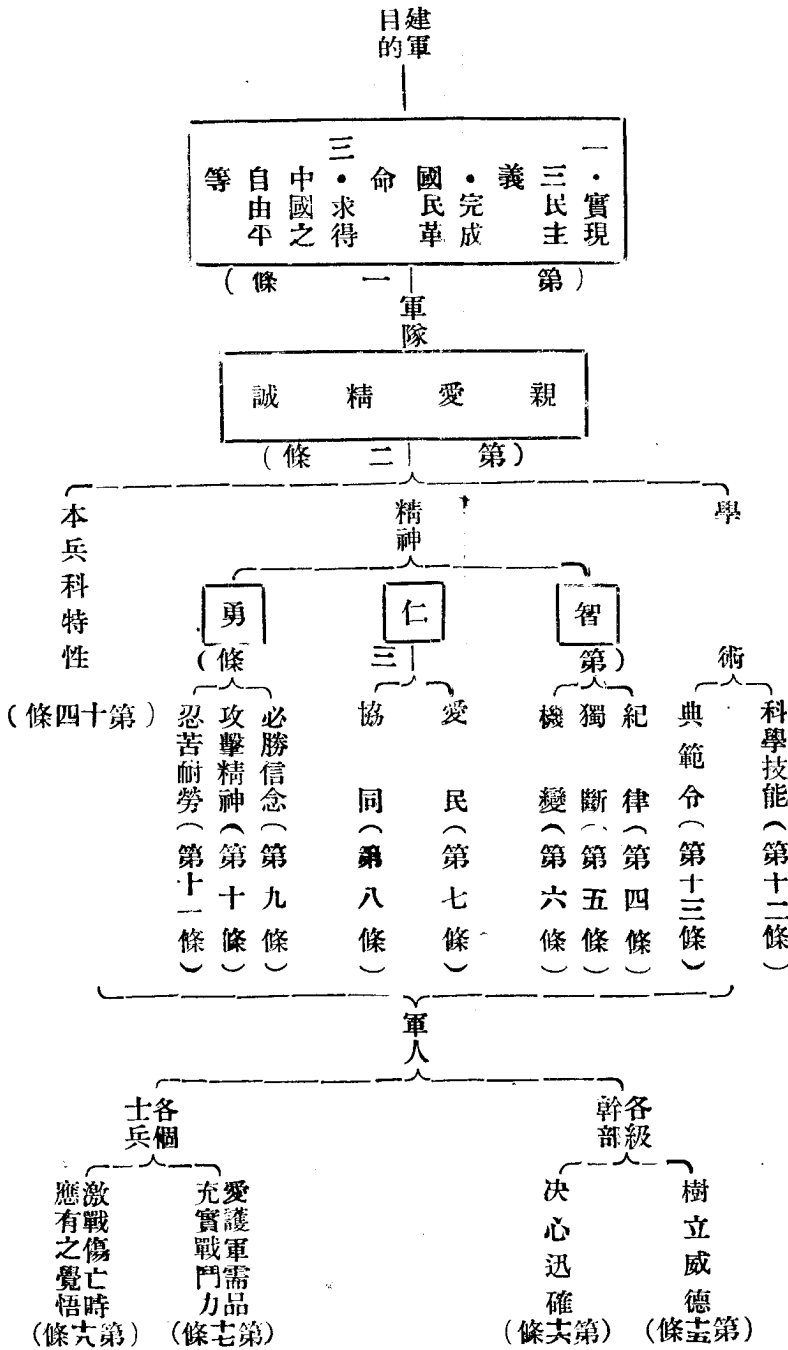 建軍
目的
一•實現
三民主
義
•完成
國民革
命
三•求得
中國之
自由平
等
(第一條)
軍隊
親愛精誠
(第二條)
學
術
科學技能(第十二條)
典範令(第十三條)
精神
智
仁
勇
(第三條)
紀律(第四條)
獨斷(第五條)
機變(第六條)
愛民(第七條)
協同(第八條)
必勝信念(第九條)
攻擊精神(第十條)
忍苦耐勞(第十一條)
本兵科特性
(第十四條)
軍人
各級
幹部
樹立威德
(第十五條)
決心迅確
(第十六條)
各個
士兵
愛護軍需品
充實戰鬥力
(第十七條)
激戰傷亡時
應有之覺悟
(第十八條)